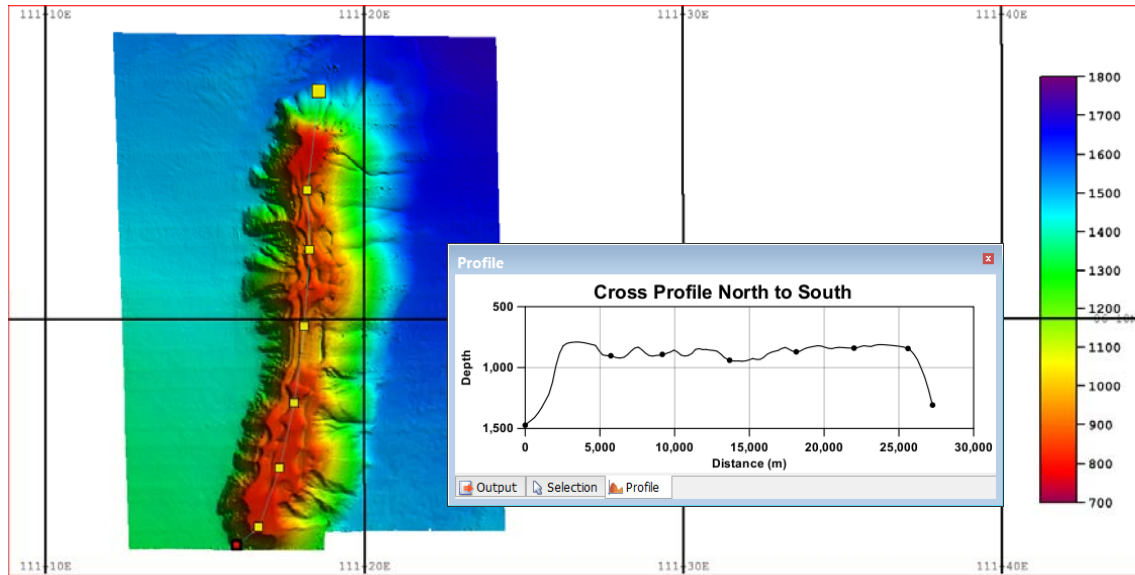 111-10E 111-20E 111-30E 111-40E
1800
1700
1600
1500
1400
1300
1200
1100
1000
900
800
700
Profile
Cross Profile North to South
500
1,000
1,500
Depth
0 5,000 10,000 15,000 20,000 25,000 30,000
Distance (m)
Output Selection Profile
111-10E 111-20E 111-30E 111-40E